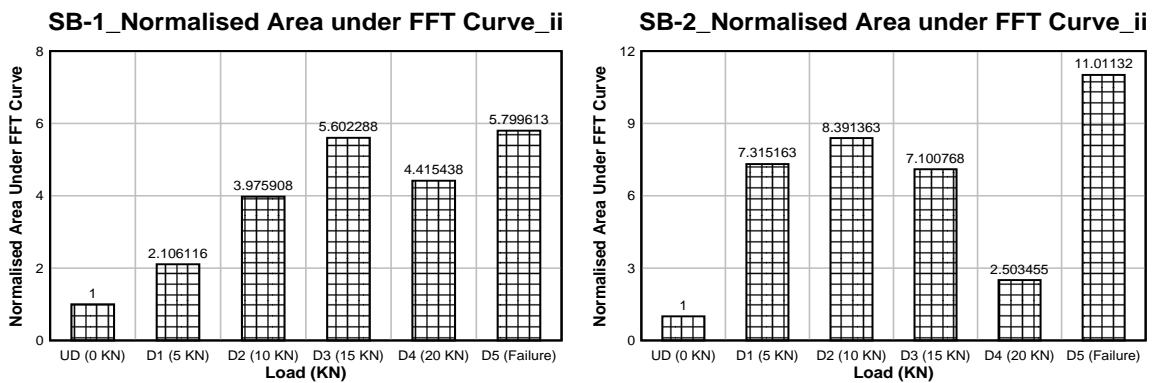 SB-1_Normalised Area under FFT Curve_ii
Normalised Area Under FFT Curve
8
6
4
2
0
1
2.106116
3.975908
5.602288
4.415438
5.799613
UD (0 KN) D1 (5 KN) D2 (10 KN) D3 (15 KN) D4 (20 KN) D5 (Failure)
Load (KN)
SB-2_Normalised Area under FFT Curve_ii
Normalised Area Under FFT Curve
12
9
6
3
0
1
7.315163
8.391363
7.100768
2.503455
11.01132
UD (0 KN) D1 (5 KN) D2 (10 KN) D3 (15 KN) D4 (20 KN) D5 (Failure)
Load (KN)